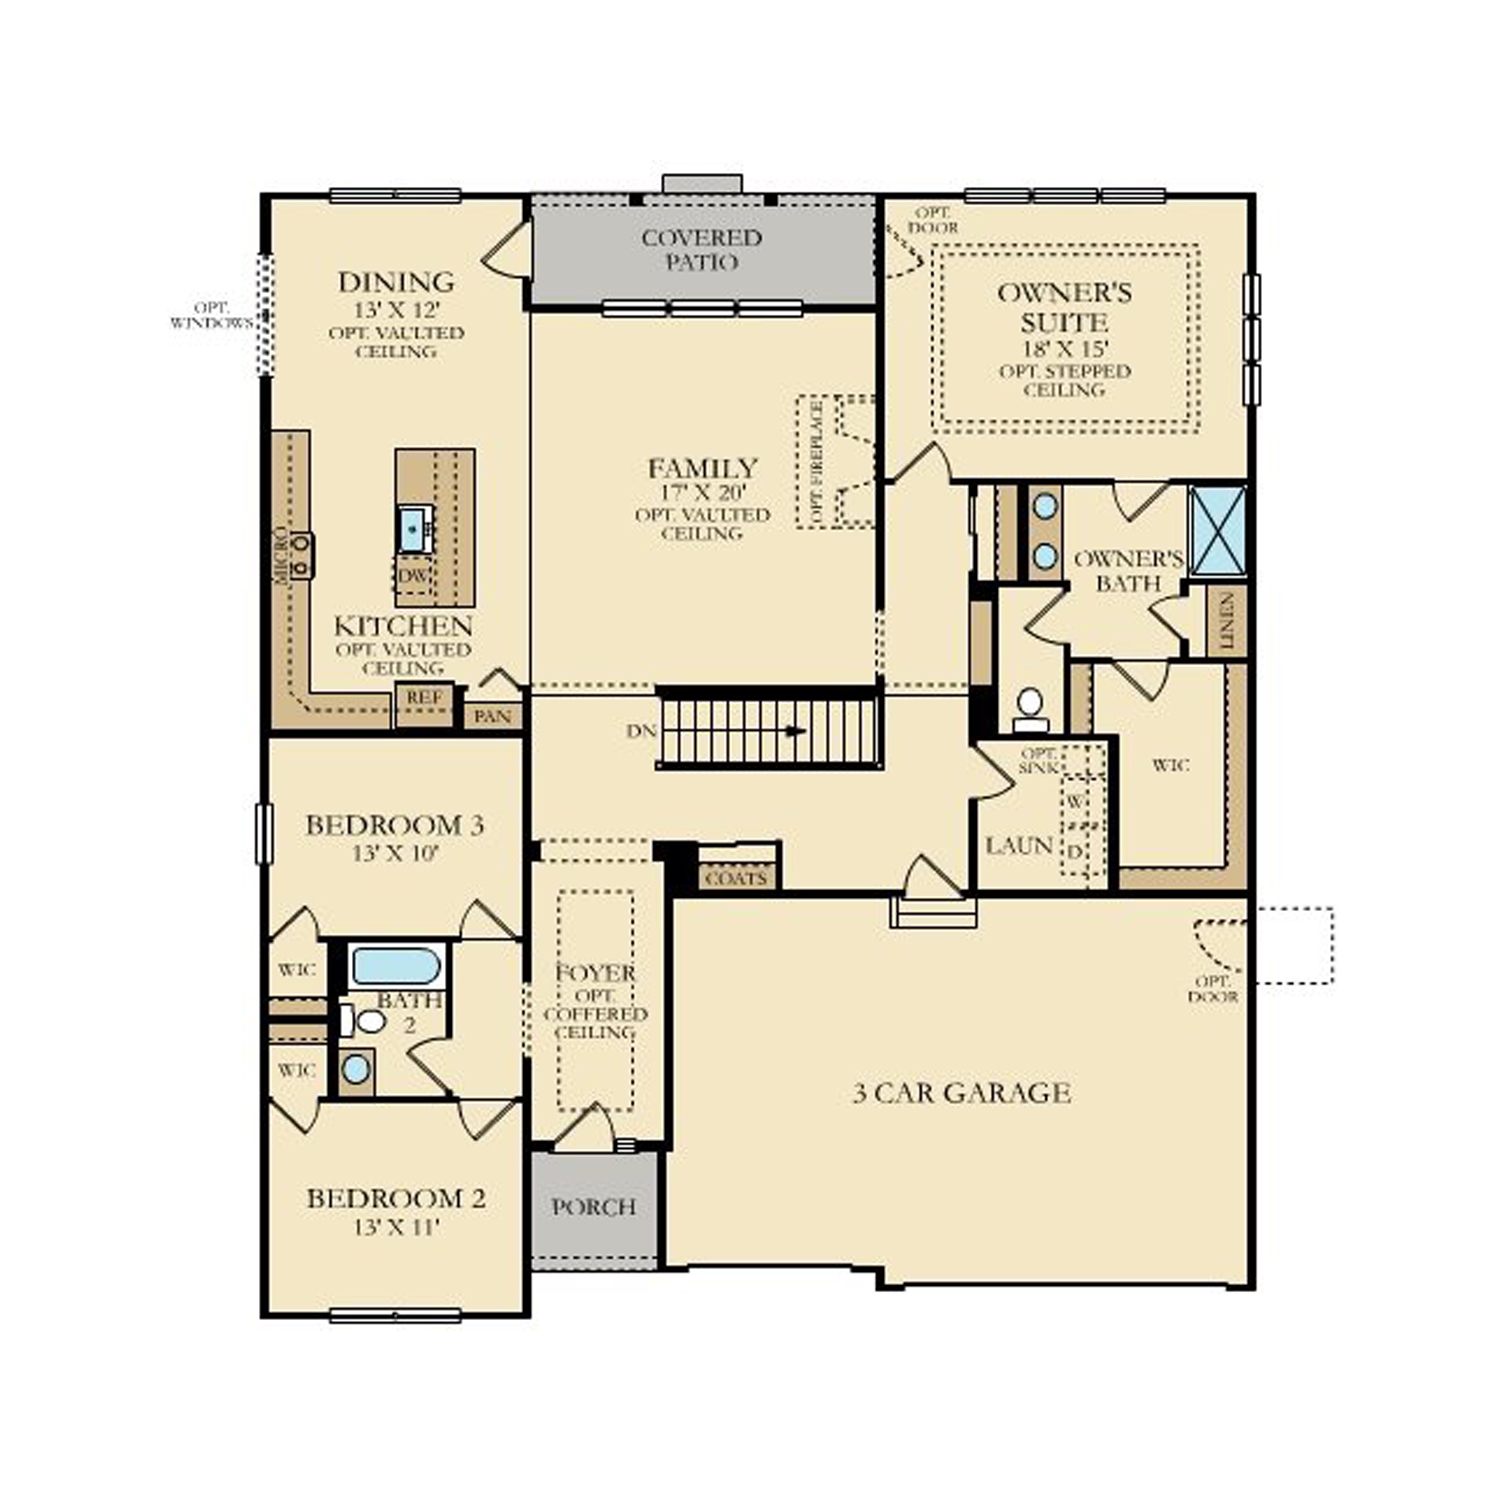 COVERED
PATIO
OPT.
DOOR
DINING
13' X 12'
OPT. VAULTED
CEILING
OPT.
WINDOWS
OWNER'S
SUITE
18' X 15'
OPT. STEPPED
CEILING
FAMILY
17' X 20'
OPT. VAULTED
CEILING
OPT. FIREPLACE
MICRO
DW
KITCHEN
OPT. VAULTED
CEILING
REF
PAN
OWNER'S
BATH
LINEN
DN
OPT.
SINK
W
D
LAUN
WIC
BEDROOM 3
13' X 10'
COATS
WIC
BATH
2
WIC
FOYER
OPT.
COFFERED
CEILING
OPT.
DOOR
3 CAR GARAGE
BEDROOM 2
13' X 11'
PORCH